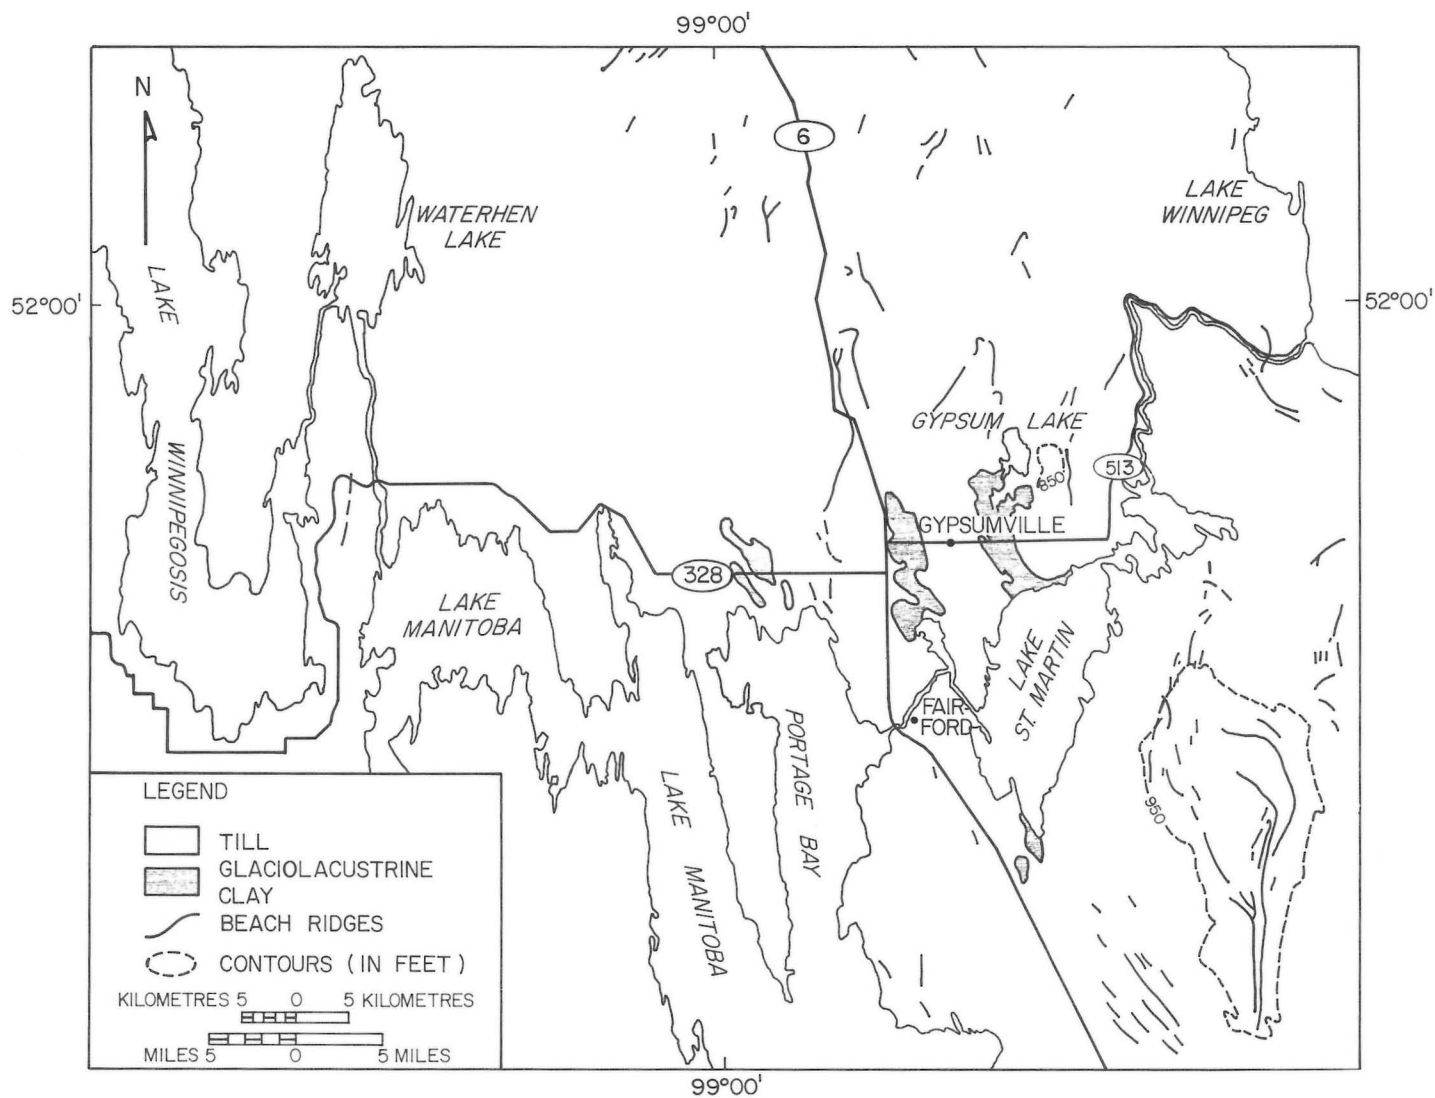 99°00'
N
6
WATERHEN
LAKE
LAKE
WINNIPEG
LAKE
WINNIPEGOSIS
52°00'
52°00'
GYPSUM LAKE
850
513
GYPSUMVILLE
328
LAKE
MANITOBA
LAKE
ST. MARTIN
FAIR-
FORD
PORTAGE BAY
LAKE MANITOBA
950
LEGEND
TILL
GLACIOLACUSTRINE
CLAY
BEACH RIDGES
CONTOURS (IN FEET)
KILOMETRES 5 0 5 KILOMETRES
MILES 5 0 5 MILES
99°00'